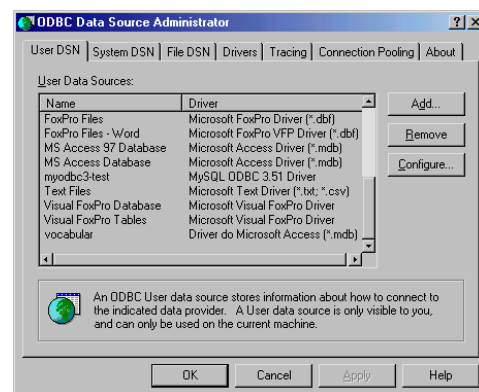 ODBC Data Source Administrator
User DSN System DSN File DSN Drivers Tracing Connection Pooling About
User Data Sources:
Name Driver
FoxPro Files Microsoft FoxPro Driver (*.dbf)
FoxPro Files - Word Microsoft FoxPro VFP Driver (*.dbf)
MS Access 97 Database Microsoft Access Driver (*.mdb)
MS Access Database Microsoft Access Driver (*.mdb)
myodbc3-test MySQL ODBC 3.51 Driver
Text Files Microsoft Text Driver (*.txt; *.csv)
Visual FoxPro Database Microsoft Visual FoxPro Driver
Visual FoxPro Tables Microsoft Visual FoxPro Driver
vocabular Driver do Microsoft Access (*.mdb)
Add...
Remove
Configure...
An ODBC User data source stores information about how to connect to
the indicated data provider. A User data source is only visible to you,
and can only be used on the current machine.
OK Cancel Apply Help